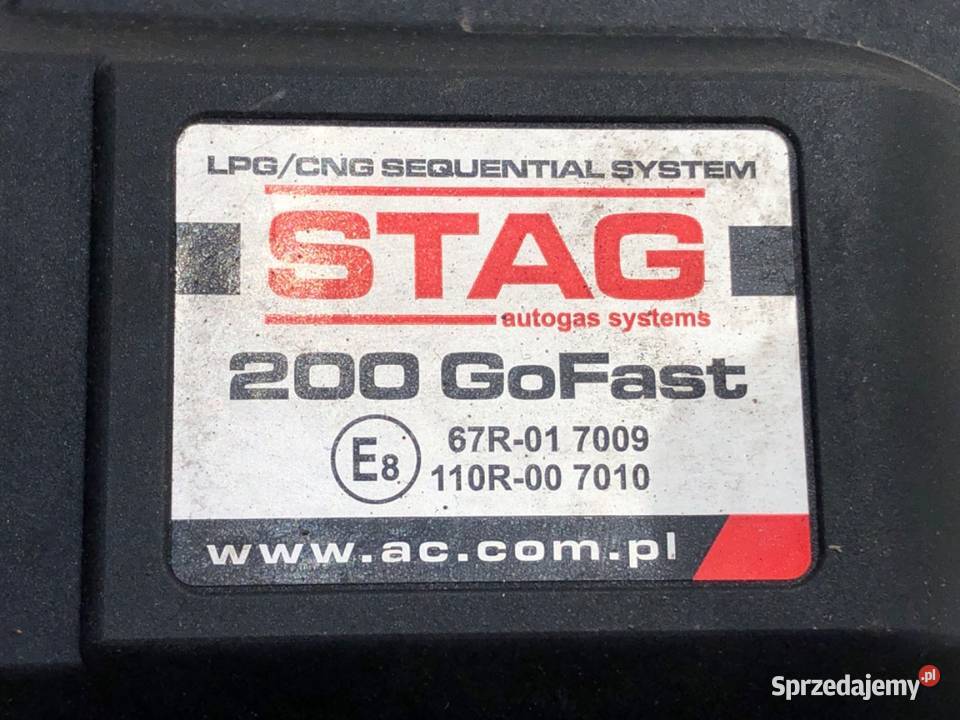 LPG/CNG SEQUENTIAL SYSTEM
STAG
autogas systems
200 GoFast
E8 67R-01 7009
110R-00 7010
www.ac.com.pl
Sprzedajemy.pl